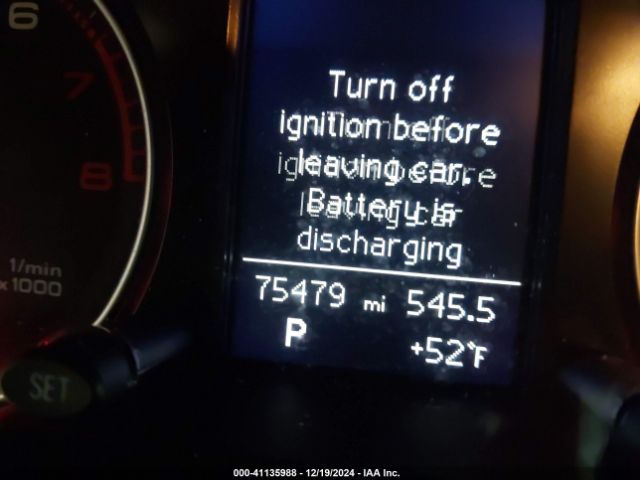 6
7
8
1/min
x 1000
SET
Turn off
ignition before
leaving car.
Battery is
discharging
75479 mi 545.5
P +52°F
000-41135988 - 12/19/2024 - IAA Inc.